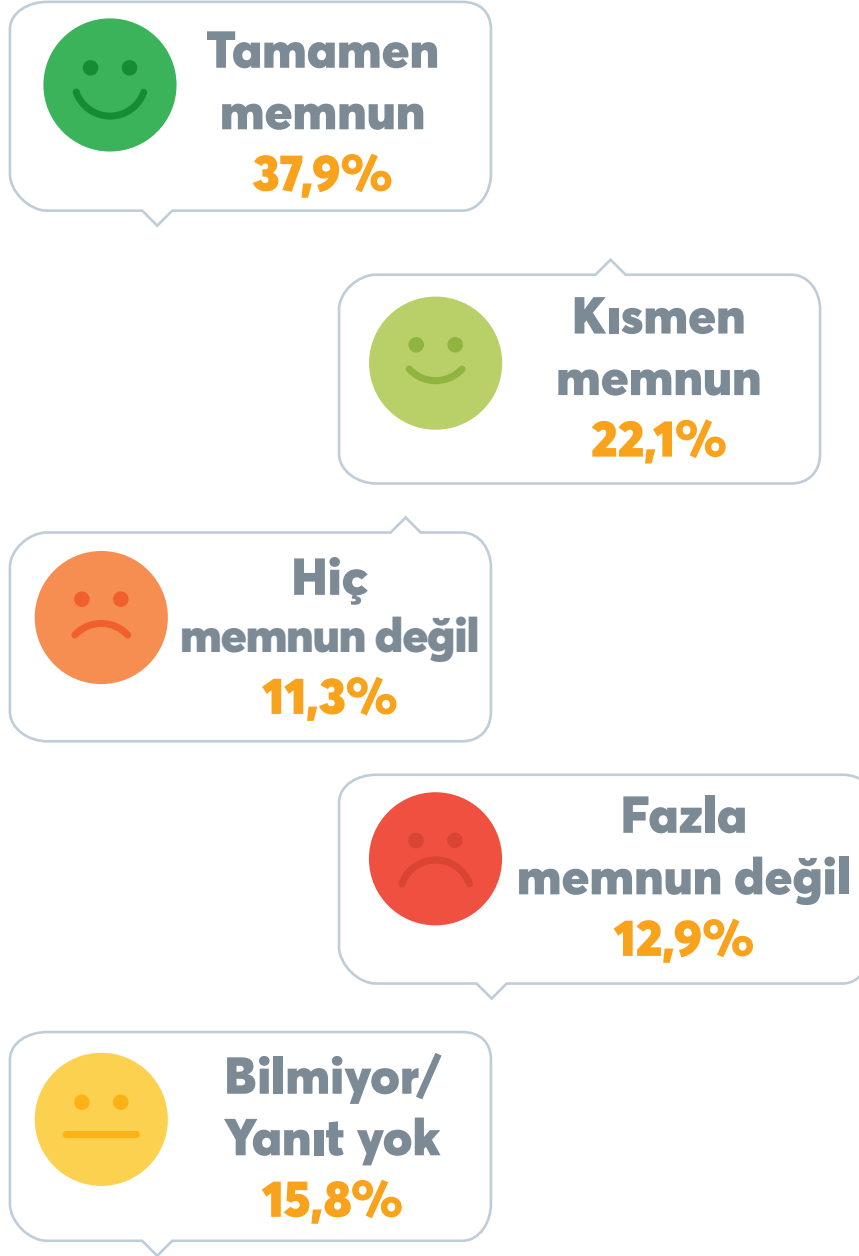 Tamamen
memnun
37,9%
Kısmen
memnun
22,1%
Hiç
memnun değil
11,3%
Fazla
memnun değil
12,9%
Bilmiyor/
Yanıt yok
15,8%